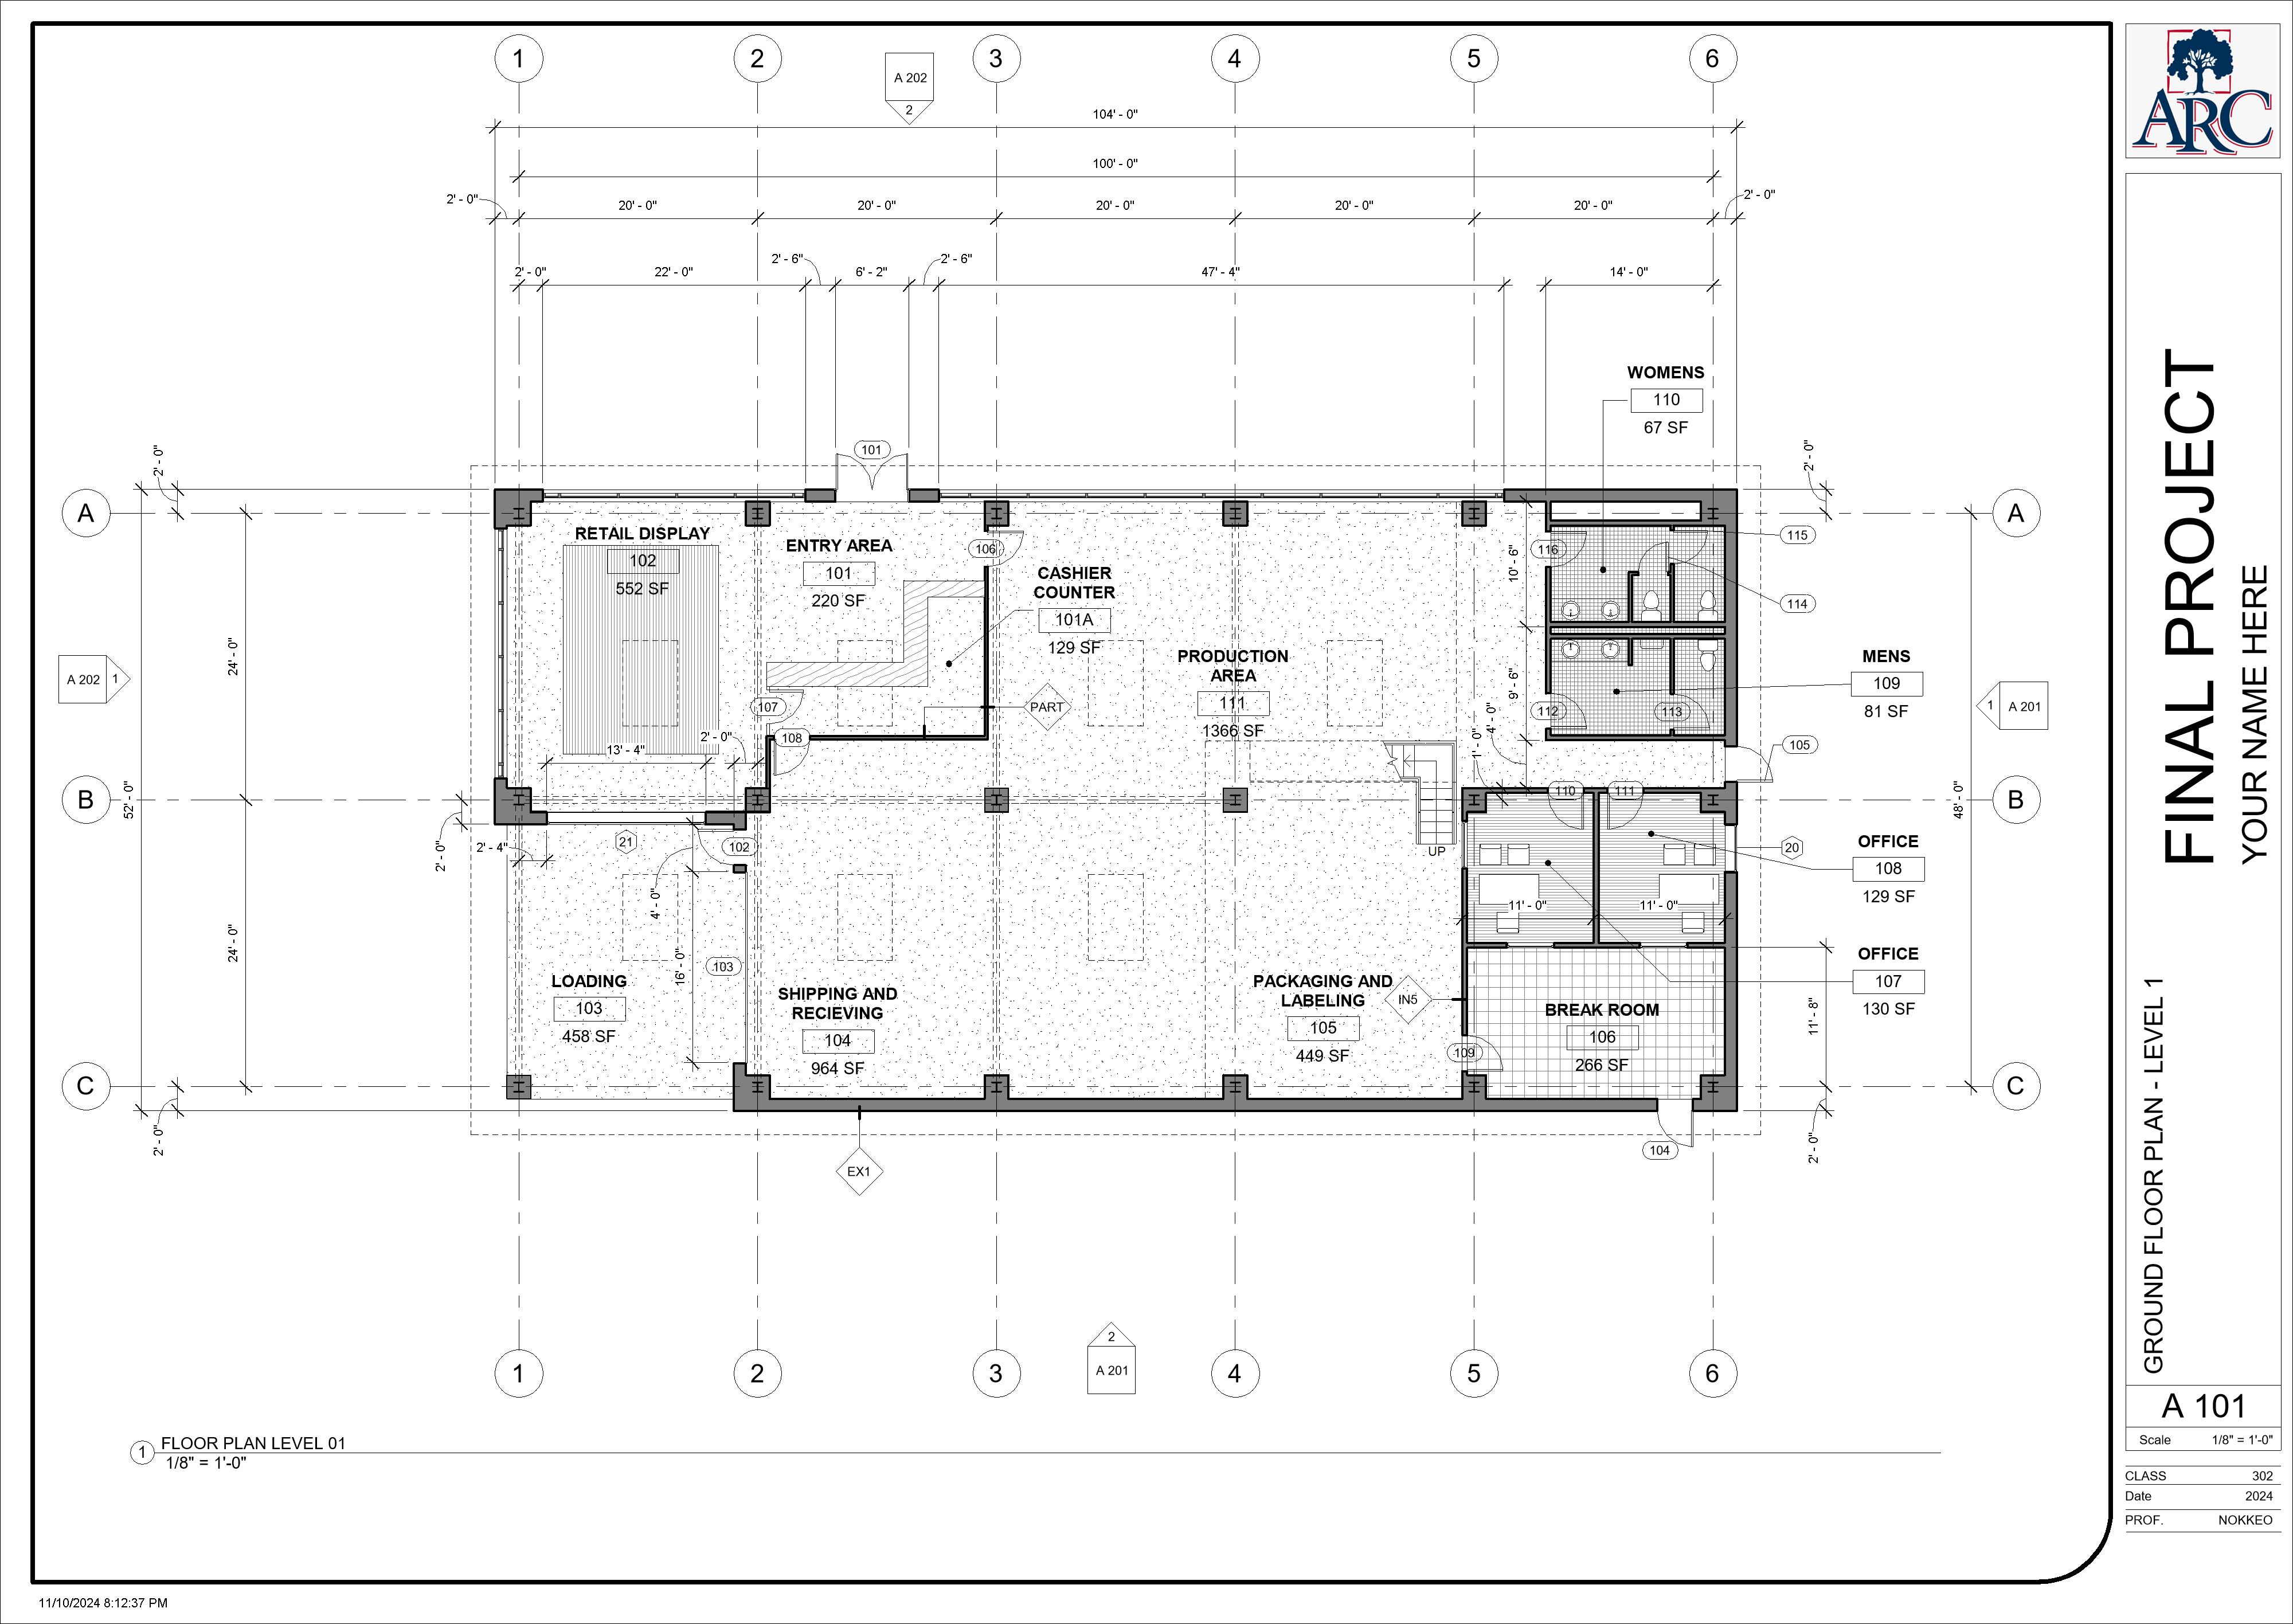 1 2 3 4 5 6
A 202
2
104' - 0"
100' - 0"
2' - 0" 20' - 0" 20' - 0" 20' - 0" 20' - 0" 20' - 0" 2' - 0"
2' - 0" 22' - 0" 2' - 6" 6' - 2" 2' - 6" 47' - 4" 14' - 0"
WOMENS
110
67 SF
101
2' - 0"
2' - 0"
A
A
RETAIL DISPLAY
102
552 SF
ENTRY AREA
101
220 SF
106
CASHIER
COUNTER
101A
129 SF
PRODUCTION
AREA
111
1366 SF
10' - 6"
116
115
114
24' - 0"
A 202 1
MENS
109
81 SF
1 A 201
9' - 6"
4' - 0"
1' - 0"
112
113
107
PART
108
2' - 0"
13' - 4"
105
B
52' - 0"
B
48' - 0"
110
111
2' - 0"
2' - 4"
21
102
UP
20
OFFICE
108
129 SF
4' - 0"
11' - 0"
11' - 0"
24' - 0"
16' - 0"
103
OFFICE
107
130 SF
LOADING
103
458 SF
SHIPPING AND
RECIEVING
104
964 SF
PACKAGING AND
LABELING
105
449 SF
IN5
BREAK ROOM
106
266 SF
109
11' - 8"
C
C
2' - 0"
2' - 0"
104
EX1
2
A 201
1 2 3 4 5 6
1
FLOOR PLAN LEVEL 01
1/8" = 1'-0"
11/10/2024 8:12:37 PM
ARC
FINAL PROJECT
YOUR NAME HERE
GROUND FLOOR PLAN - LEVEL 1
A 101
Scale 1/8" = 1'-0"
CLASS 302
Date 2024
PROF. NOKKEO